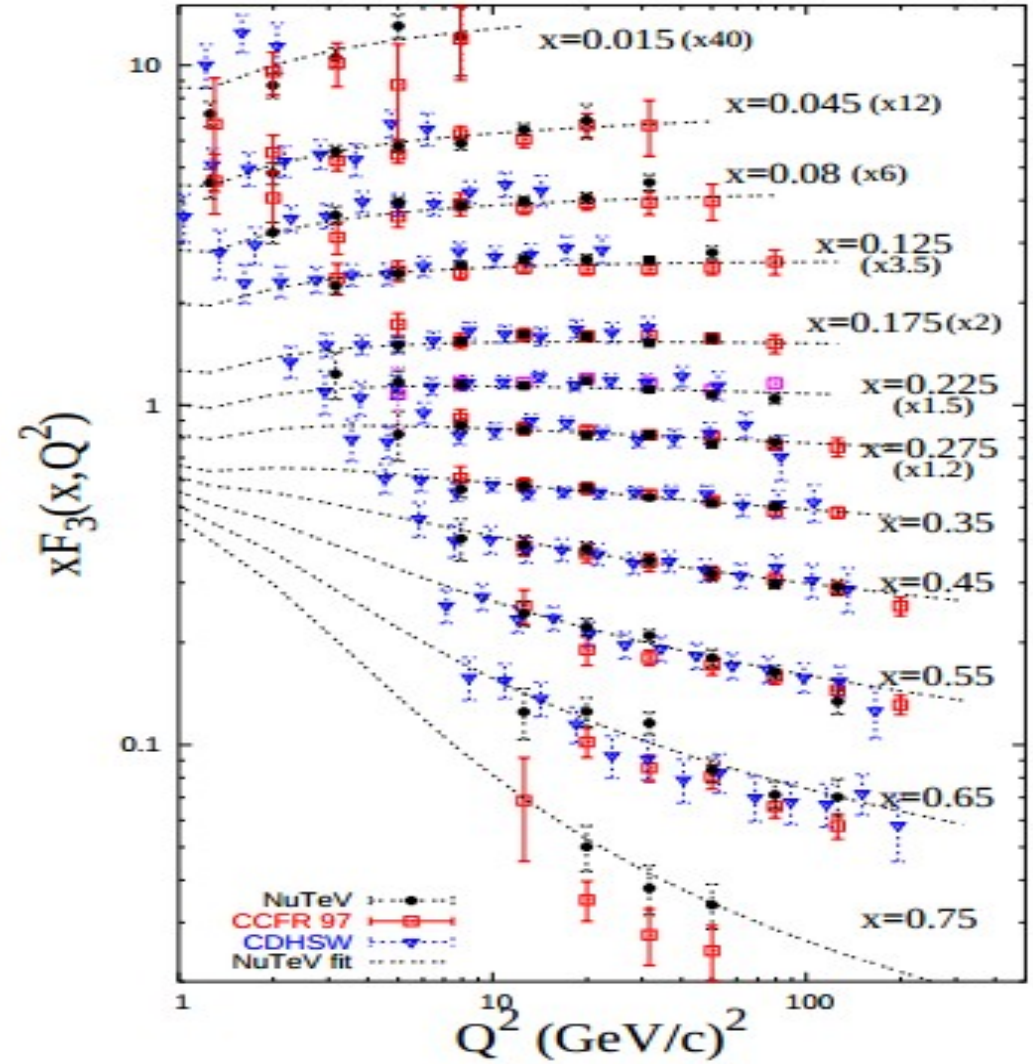 10
1
0.1
xF₃(x,Q²)
x=0.015 (x40)
x=0.045 (x12)
x=0.08 (x6)
x=0.125
(x3.5)
x=0.175(x2)
x=0.225
(x1.5)
x=0.275
(x1.2)
x=0.35
x=0.45
x=0.55
x=0.65
x=0.75
NuTeV
CCFR 97
CDHSW
NuTeV fit
1 10 100
Q² (GeV/c)²